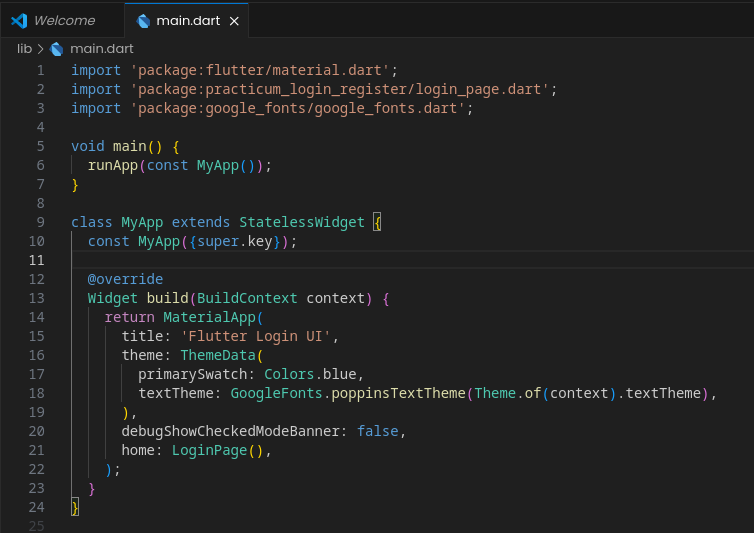 Welcome
main.dart ×
lib > main.dart
1 import 'package:flutter/material.dart';
2 import 'package:practicum_login_register/login_page.dart';
3 import 'package:google_fonts/google_fonts.dart';
4
5 void main() {
6   runApp(const MyApp());
7 }
8
9 class MyApp extends StatelessWidget {
10   const MyApp({super.key});
11
12   @override
13   Widget build(BuildContext context) {
14     return MaterialApp(
15       title: 'Flutter Login UI',
16       theme: ThemeData(
17         primarySwatch: Colors.blue,
18         textTheme: GoogleFonts.poppinsTextTheme(Theme.of(context).textTheme),
19       ),
20       debugShowCheckedModeBanner: false,
21       home: LoginPage(),
22     );
23   }
24 }
25